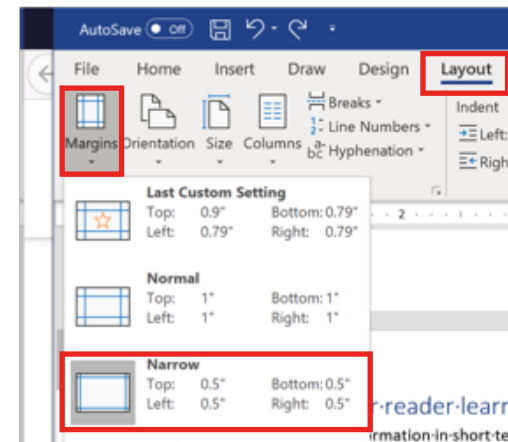 AutoSave Off
File Home Insert Draw Design Layout
Margins Orientation Size Columns
Breaks
Line Numbers
Hyphenation
Indent
Left:
Righ
Last Custom Setting
Top: 0.9" Bottom: 0.79"
Left: 0.79" Right: 0.79"
2
Normal
Top: 1" Bottom: 1"
Left: 1" Right: 1"
Narrow
Top: 0.5" Bottom: 0.5"
Left: 0.5" Right: 0.5"
r·reader·learn
rmation·in·short·te